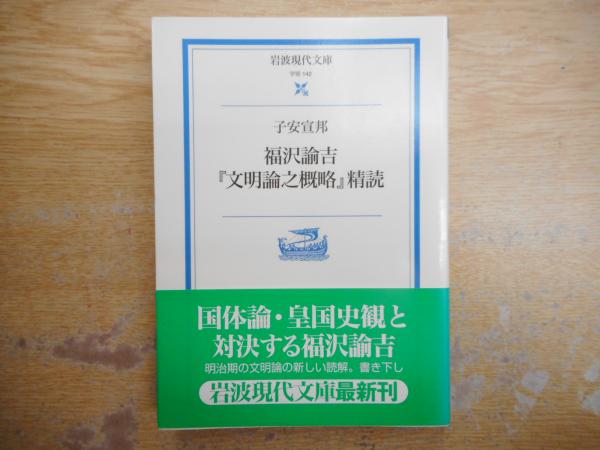 岩波現代文庫
学術 142
子安宣邦
福沢諭吉
『文明論之概略』精読
国体論・皇国史観と
対決する福沢諭吉
明治期の文明論の新しい読解。書き下し
岩波現代文庫最新刊